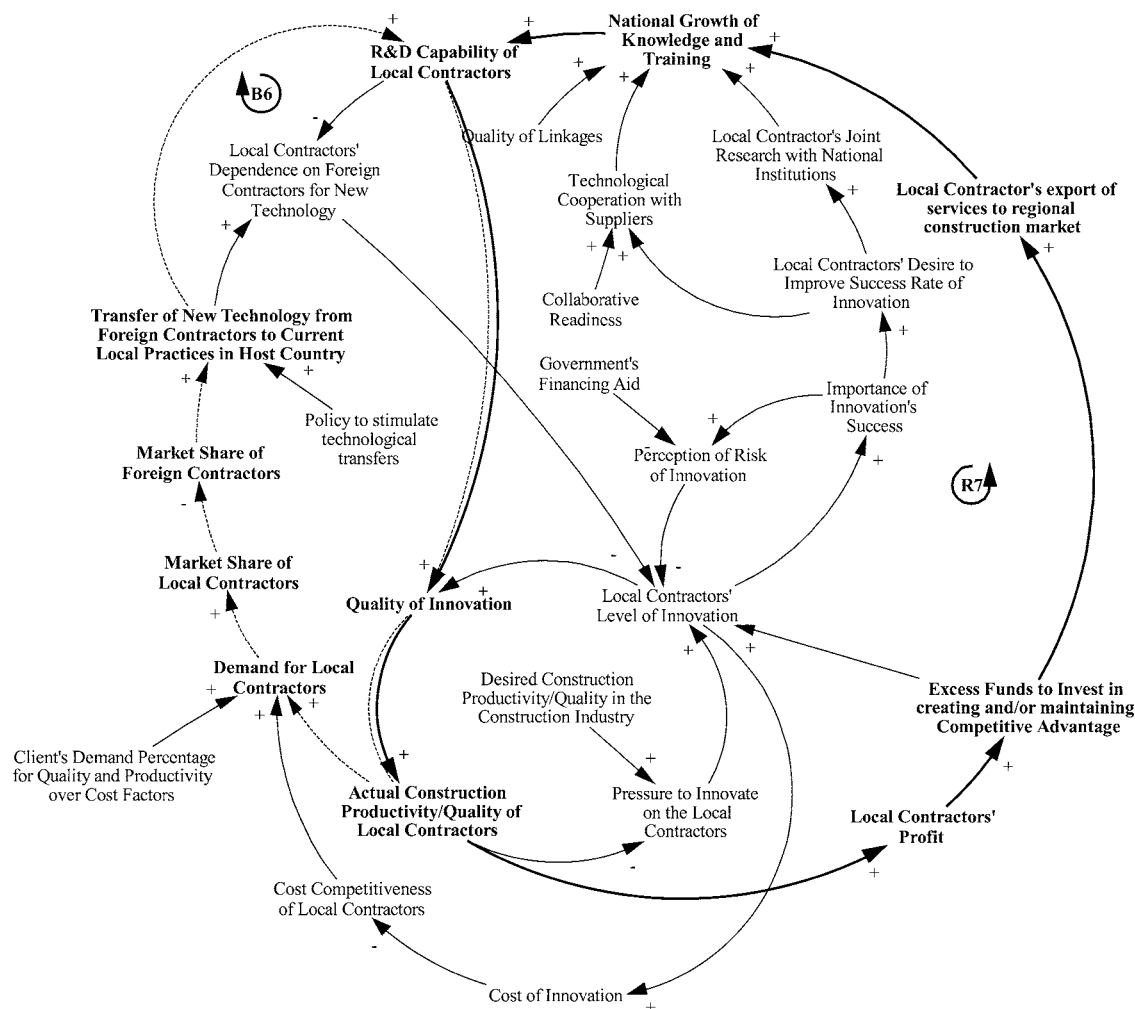 National Growth of
Knowledge and
Training
+
+
+
R&D Capability of
Local Contractors
+
+
+
B6
-
Quality of Linkages
Local Contractor's Joint
Research with National
Institutions
Local Contractors'
Dependence on Foreign
Contractors for New
Technology
Technological
Cooperation with
Suppliers
+
Local Contractor's export of
services to regional
construction market
+
+
+
+
Local Contractors' Desire to
Improve Success Rate of
Innovation
Collaborative
Readiness
Transfer of New Technology from
Foreign Contractors to Current
Local Practices in Host Country
+
+
+
Government's
Financing Aid
Importance of
Innovation's
Success
Policy to stimulate
technological
transfers
+
-
Perception of Risk
of Innovation
Market Share of
Foreign Contractors
+
R7
-
Market Share of
Local Contractors
-
-
+
+
Local Contractors'
Level of Innovation
Quality of Innovation
+
+
+
Demand for Local
Contractors
+
+
+
Desired Construction
Productivity/Quality in the
Construction Industry
Excess Funds to Invest in
creating and/or maintaining
Competitive Advantage
Client's Demand Percentage
for Quality and Productivity
over Cost Factors
+
+
+
Actual Construction
Productivity/Quality of
Local Contractors
Pressure to Innovate
on the Local
Contractors
Local Contractors'
Profit
-
+
Cost Competitiveness
of Local Contractors
-
Cost of Innovation
+